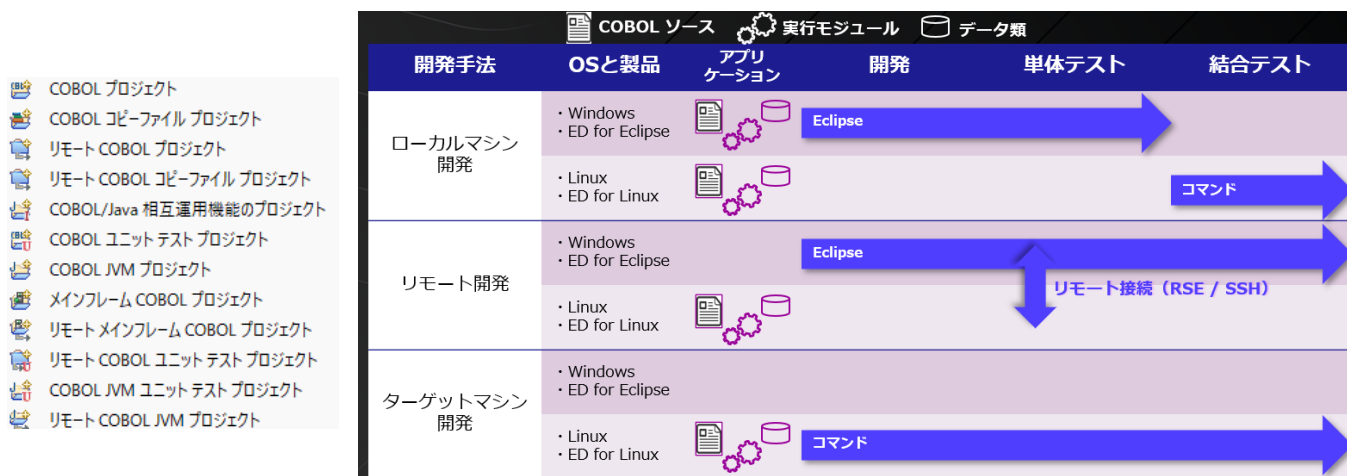 COBOL プロジェクト
COBOL コピーファイル プロジェクト
リモート COBOL プロジェクト
リモート COBOL コピーファイル プロジェクト
COBOL/Java 相互運用機能のプロジェクト
COBOL ユニット テスト プロジェクト
COBOL JVM プロジェクト
メインフレーム COBOL プロジェクト
リモート メインフレーム COBOL プロジェクト
リモート COBOL ユニット テスト プロジェクト
COBOL JVM ユニット テスト プロジェクト
リモート COBOL JVM プロジェクト
COBOL ソース 実行モジュール データ類
開発手法 OSと製品 アプリ
ケーション 開発 単体テスト 結合テスト
ローカルマシン
開発
・Windows
・ED for Eclipse
Eclipse
・Linux
・ED for Linux
コマンド
リモート開発
・Windows
・ED for Eclipse
Eclipse
リモート接続（RSE / SSH）
・Linux
・ED for Linux
ターゲットマシン
開発
・Windows
・ED for Eclipse
・Linux
・ED for Linux
コマンド